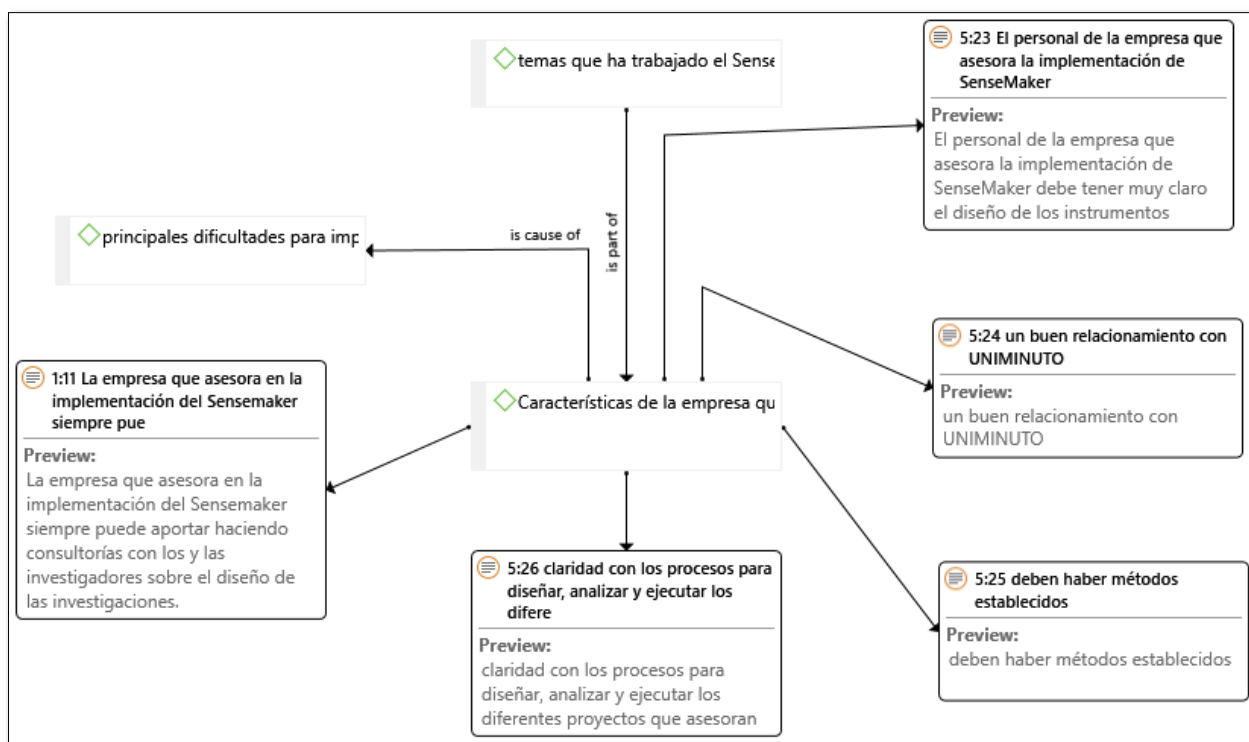 temas que ha trabajado el Sense
5:23 El personal de la empresa que
asesora la implementación de
SenseMaker
Preview:
El personal de la empresa que
asesora la implementación de
SenseMaker debe tener muy claro
el diseño de los instrumentos
principales dificultades para imp
is cause of
is part of
5:24 un buen relacionamiento con
UNIMINUTO
Preview:
un buen relacionamiento con
UNIMINUTO
1:11 La empresa que asesora en la
implementación del Sensemaker
siempre pue
Preview:
La empresa que asesora en la
implementación del Sensemaker
siempre puede aportar haciendo
consultorías con los y las
investigadores sobre el diseño de
las investigaciones.
Características de la empresa qu
5:26 claridad con los procesos para
diseñar, analizar y ejecutar los
difere
Preview:
claridad con los procesos para
diseñar, analizar y ejecutar los
diferentes proyectos que asesoran
5:25 deben haber métodos
establecidos
Preview:
deben haber métodos establecidos